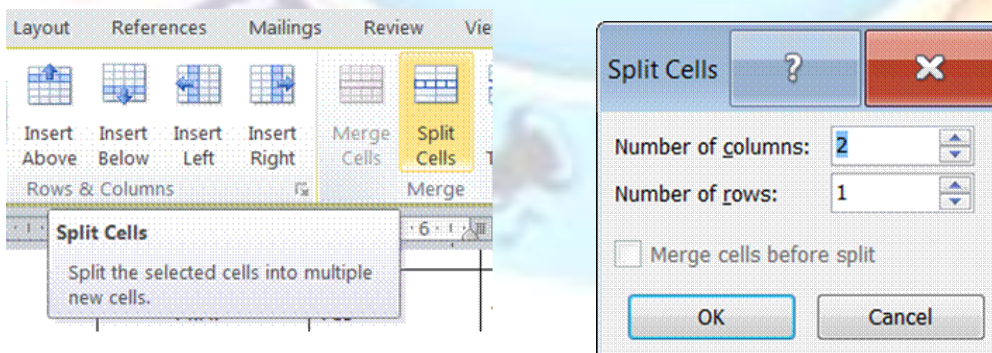 Layout References Mailings Review Vie
Insert Above
Insert Below
Insert Left
Insert Right
Merge Cells
Split Cells
Rows & Columns
Merge
6
Split Cells
Split the selected cells into multiple
new cells.
Split Cells ?
Number of columns: 2
Number of rows: 1
Merge cells before split
OK Cancel